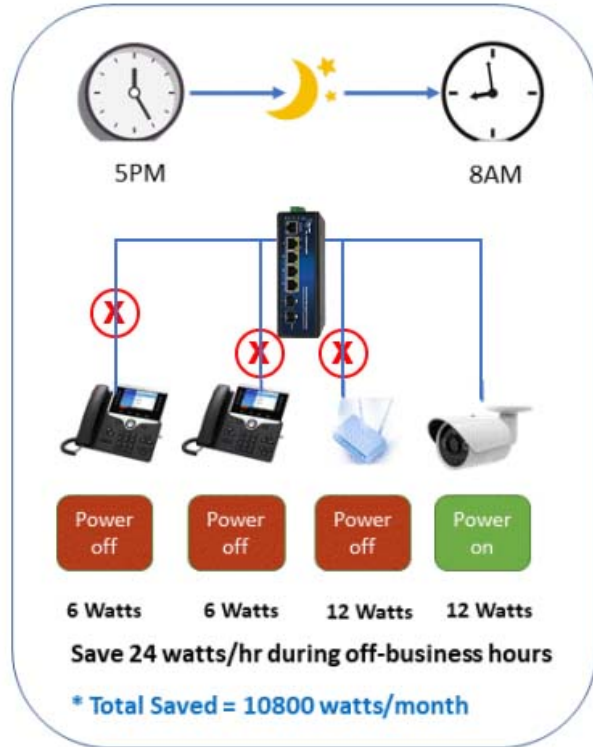 5PM
8AM
X
X
X
Power off
Power off
Power off
Power on
6 Watts
6 Watts
12 Watts
12 Watts
Save 24 watts/hr during off-business hours
* Total Saved = 10800 watts/month